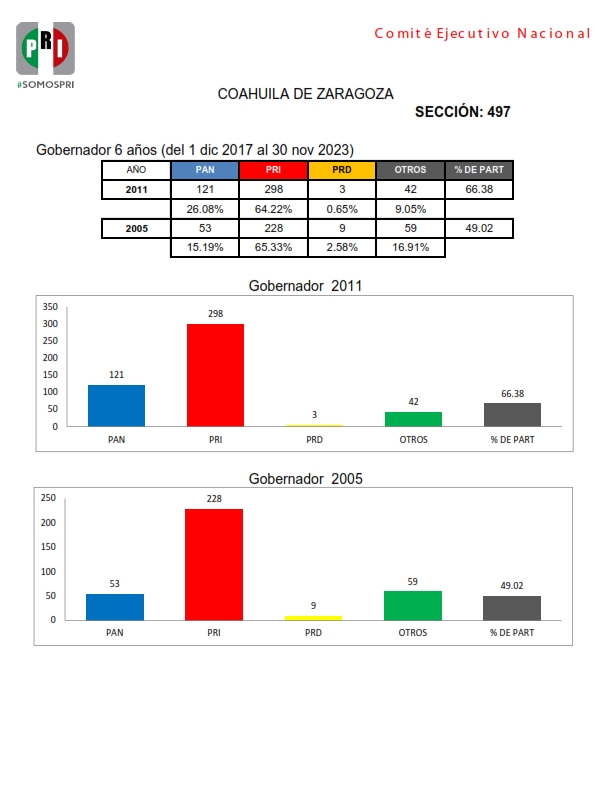 Comité Ejecutivo Nacional
PRI
#SOMOSPRI
COAHUILA DE ZARAGOZA
SECCIÓN: 497
Gobernador 6 años (del 1 dic 2017 al 30 nov 2023)
AÑO PAN PRI PRD OTROS % DE PART
2011 121 298 3 42 66.38
26.08% 64.22% 0.65% 9.05%
2005 53 228 9 59 49.02
15.19% 65.33% 2.58% 16.91%
Gobernador 2011
350
300
250
200
150
100
50
0
121 298 3 42 66.38
PAN PRI PRD OTROS % DE PART
Gobernador 2005
250
200
150
100
50
0
53 228 9 59 49.02
PAN PRI PRD OTROS % DE PART